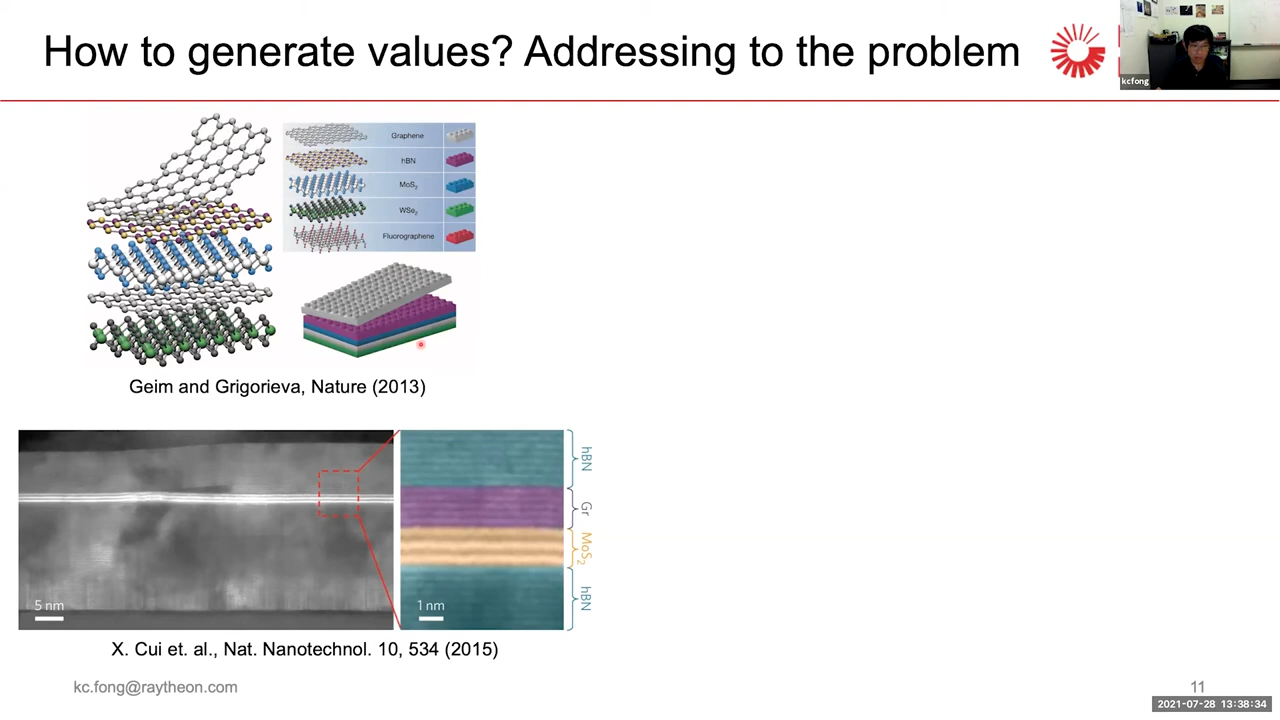 How to generate values? Addressing to the problem
kcfong
Graphene
hBN
MoS₂
WSe₂
Fluorographene
Geim and Grigorieva, Nature (2013)
5 nm
1 nm
hBN
Gr
MoS₂
hBN
X. Cui et. al., Nat. Nanotechnol. 10, 534 (2015)
kc.fong@raytheon.com
11
2021-07-28 13:38:34